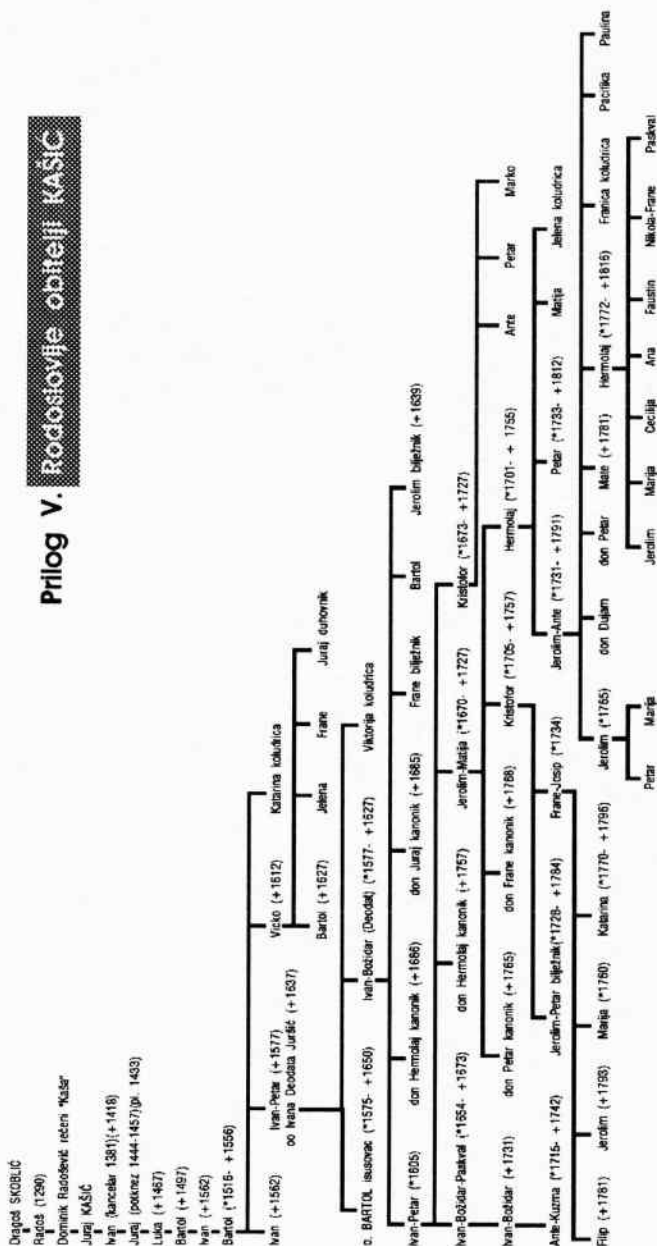 Prilog V. Rodoslovije obitelji KAŠIĆ
Dragoš SKOBLIĆ
Radoš (1290)
Dominik Radošević rečeni "Kaša"
Juraj KAŠIĆ
Ivan (kancelar 1381)(+1418)
Juraj (potknez 1444-1457)(pl. 1433)
Luka (+1467)
Bartol (+1497)
Ivan (+1562)
Bartol (*1516- +1556)
Ivan (+1562) Ivan-Petar (+1577) Vicko (+1612) Katarina koludrica
oo Ivana Deodata Juršić (+1637)
Bartol (+1627) Jelena Frane Juraj duhovnik
o. BARTOL isusovac (*1575- +1650) Ivan-Božidar (Deodat) (*1577- +1627) Viktorija koludrica
Ivan-Petar (*1605) don Hermolaj kanonik (+1686) don Juraj kanonik (+1685) Frane bilježnik Bartol Jerolim bilježnik (+1639)
Ivan-Božidar-Paskval (*1654- +1673) don Hermolaj kanonik (+1757) Jerolim-Matija (*1670- +1727) Kristofor (*1673- +1727) Ante Petar Marko
Ivan-Božidar (+1731) don Petar kanonik (+1765) don Frane kanonik (+1768) Kristofor (*1705- +1757) Hermolaj (*1701- + 1755)
Ante-Kuzma (*1715- +1742) Jerolim-Petar bilježnik(*1728- +1784) Frane-Josip (*1734) Jerolim-Ante (*1731- +1791) Petar (*1733- +1812) Matija Jelena koludrica
Filip (+1781) Jerolim (+1793) Marija (*1760) Katarina (*1770- +1796) Jerolim (*1765) don Dujam don Petar Mate (+1781) Hermolaj (*1772- +1816) Franica koludrica Pacifika Paulina
Petar Marija Jerolim Marija Cecilija Ana Faustin Nikola-Frane Paskval